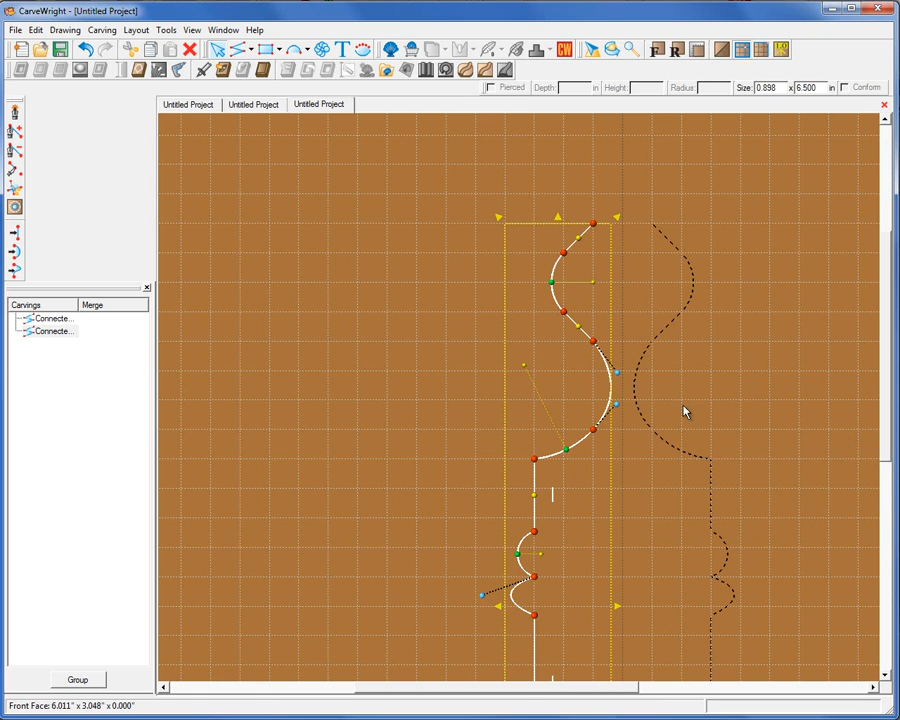 CarveWright - [Untitled Project]
File Edit Drawing Carving Layout Tools View Window Help
T CW
F R
Pierced Depth: in Height: Radius: Size: 0.898 x 6.500 in Conform
Untitled Project Untitled Project Untitled Project
Carvings Merge
Connecte...
Connecte...
Group
Front Face: 6.011" x 3.048" x 0.000"